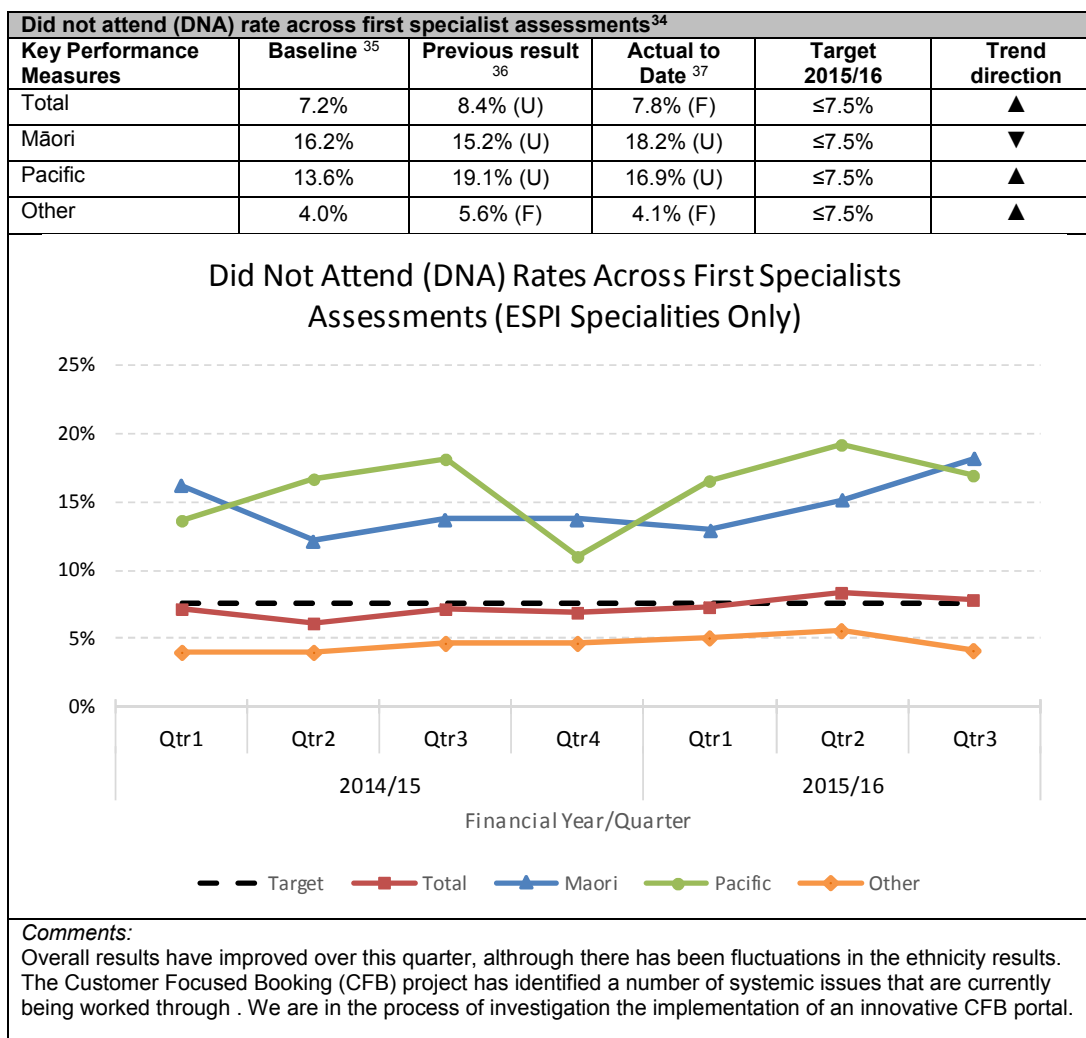 Did not attend (DNA) rate across first specialist assessments34
Key Performance Measures Baseline 35 Previous result 36 Actual to Date 37 Target 2015/16 Trend direction
Total 7.2% 8.4% (U) 7.8% (F) ≤7.5% ▲
Māori 16.2% 15.2% (U) 18.2% (U) ≤7.5% ▼
Pacific 13.6% 19.1% (U) 16.9% (U) ≤7.5% ▲
Other 4.0% 5.6% (F) 4.1% (F) ≤7.5% ▲
Did Not Attend (DNA) Rates Across First Specialists
Assessments (ESPI Specialities Only)
25%
20%
15%
10%
5%
0%
Qtr1 Qtr2 Qtr3 Qtr4 Qtr1 Qtr2 Qtr3
2014/15 2015/16
Financial Year/Quarter
Target Total Maori Pacific Other
Comments:
Overall results have improved over this quarter, althrough there has been fluctuations in the ethnicity results.
The Customer Focused Booking (CFB) project has identified a number of systemic issues that are currently
being worked through . We are in the process of investigation the implementation of an innovative CFB portal.